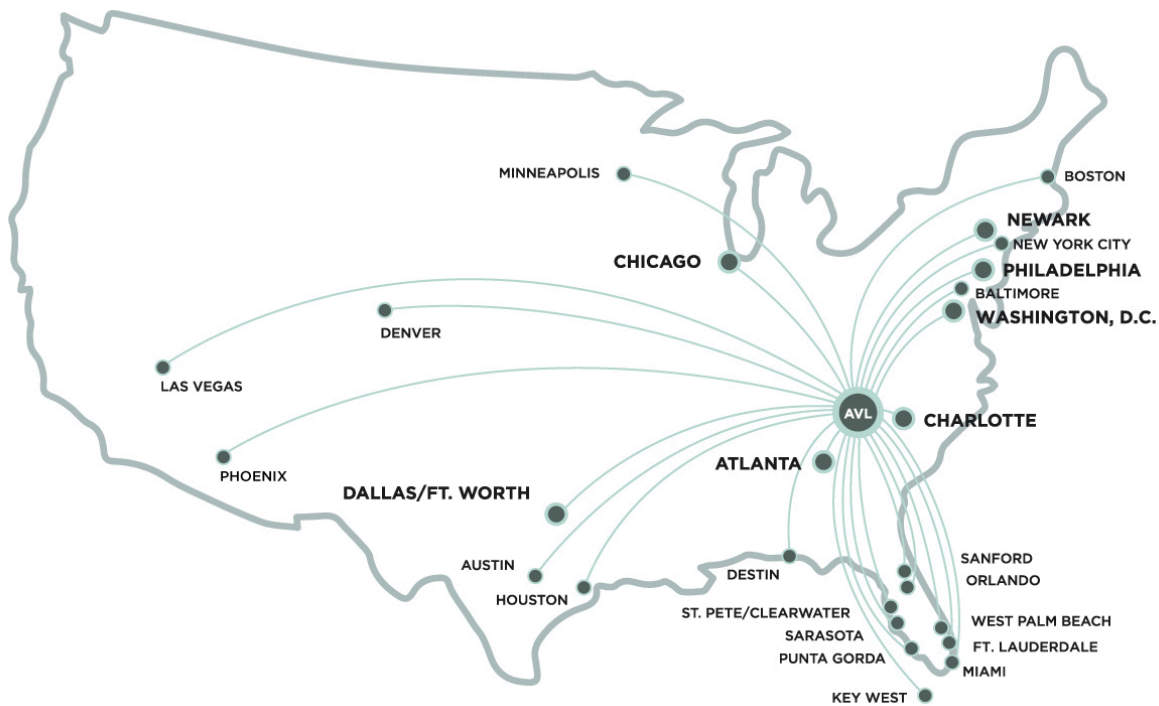 MINNEAPOLIS
BOSTON
NEWARK
NEW YORK CITY
CHICAGO
PHILADELPHIA
BALTIMORE
WASHINGTON, D.C.
DENVER
LAS VEGAS
AVL
CHARLOTTE
ATLANTA
PHOENIX
DALLAS/FT. WORTH
AUSTIN
HOUSTON
DESTIN
SANFORD
ORLANDO
ST. PETE/CLEARWATER
WEST PALM BEACH
SARASOTA
FT. LAUDERDALE
PUNTA GORDA
MIAMI
KEY WEST